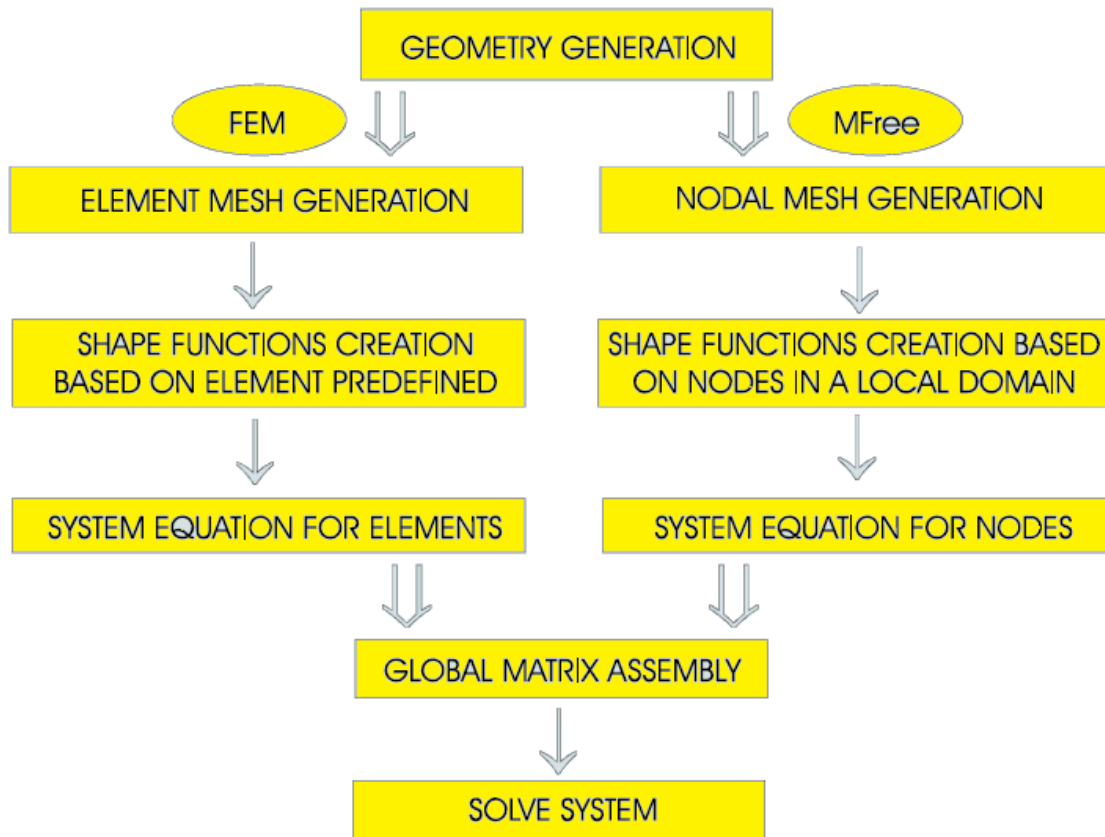 GEOMETRY GENERATION
FEM
MFree
ELEMENT MESH GENERATION
NODAL MESH GENERATION
SHAPE FUNCTIONS CREATION
BASED ON ELEMENT PREDEFINED
SHAPE FUNCTIONS CREATION BASED
ON NODES IN A LOCAL DOMAIN
SYSTEM EQUATION FOR ELEMENTS
SYSTEM EQUATION FOR NODES
GLOBAL MATRIX ASSEMBLY
SOLVE SYSTEM